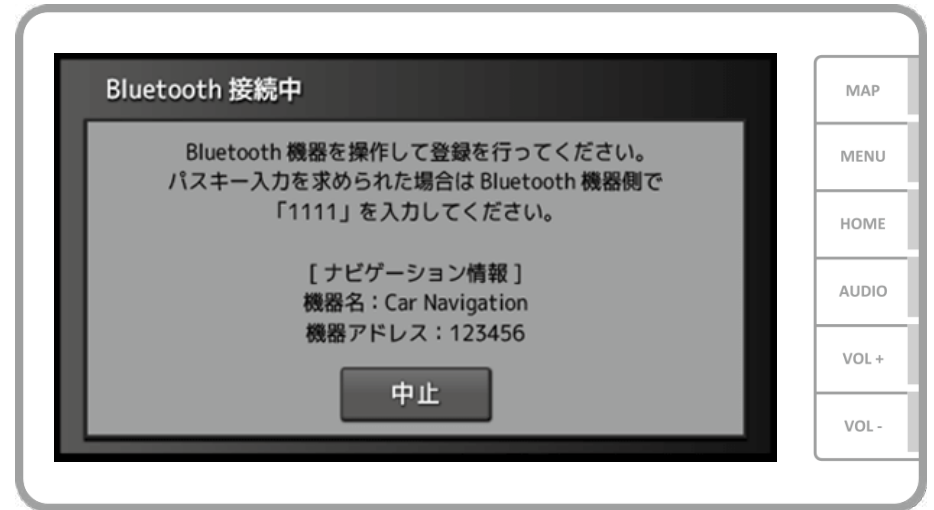 Bluetooth 接続中
Bluetooth 機器を操作して登録を行ってください。
パスキー入力を求められた場合は Bluetooth 機器側で
「1111」を入力してください。
[ ナビゲーション情報 ]
機器名：Car Navigation
機器アドレス：123456
中止
MAP
MENU
HOME
AUDIO
VOL +
VOL -